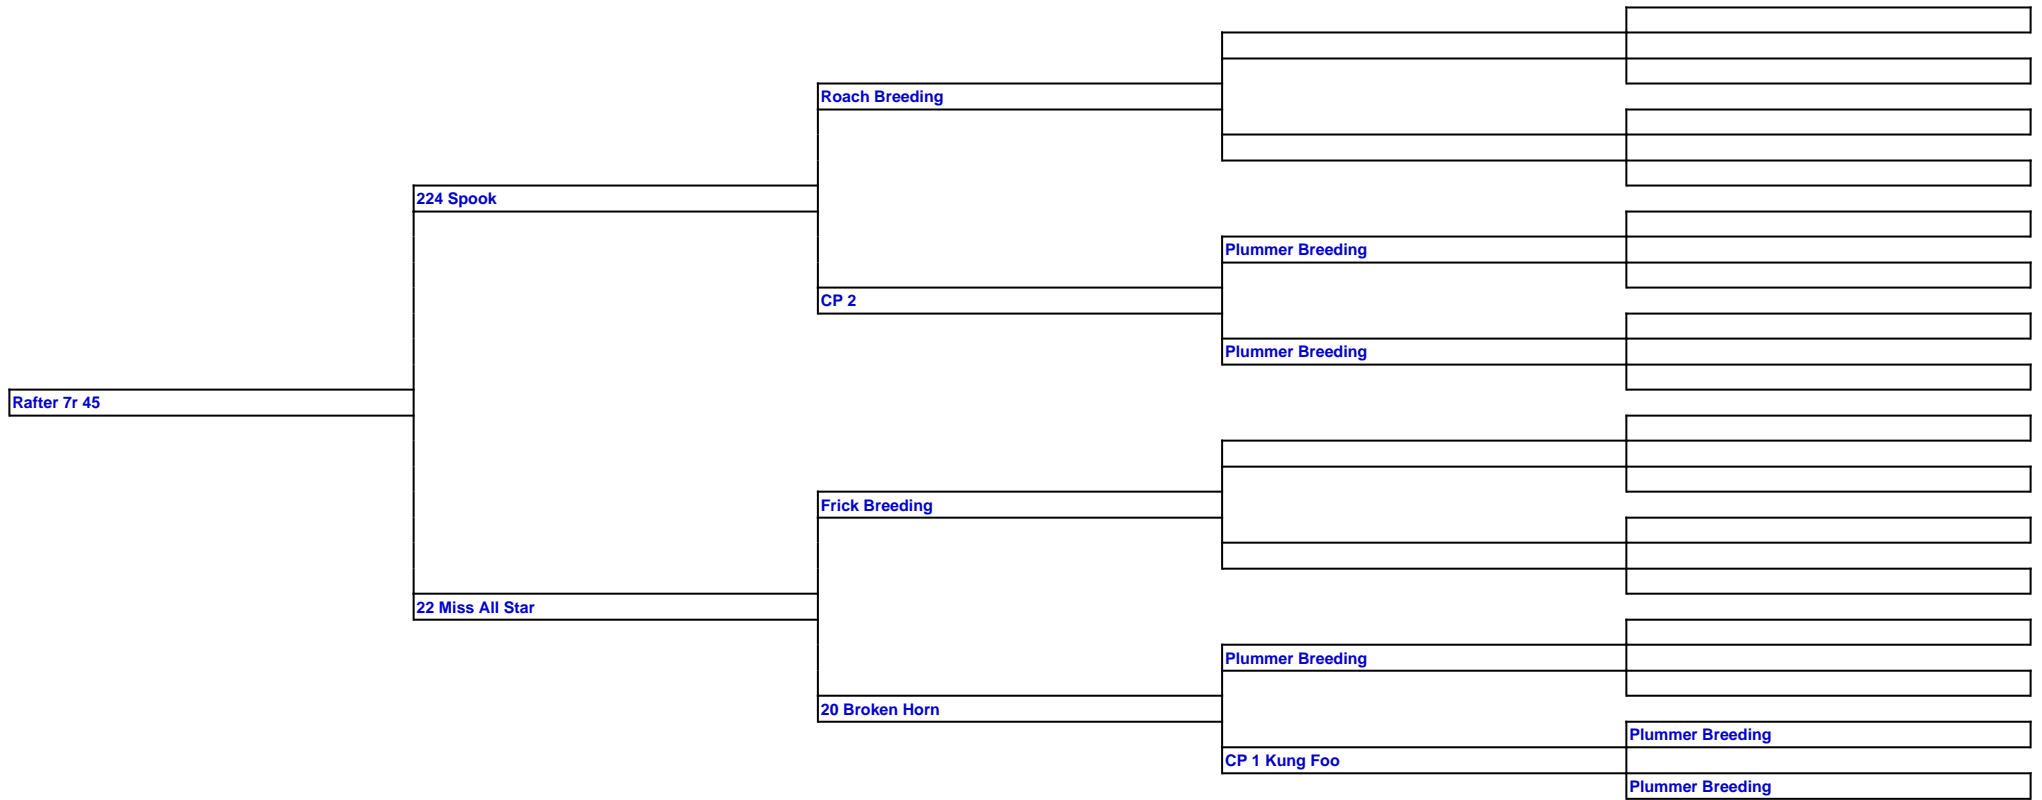 Roach Breeding
224 Spook
Plummer Breeding
CP 2
Plummer Breeding
Rafter 7r 45
Frick Breeding
22 Miss All Star
Plummer Breeding
20 Broken Horn
Plummer Breeding
CP 1 Kung Foo
Plummer Breeding